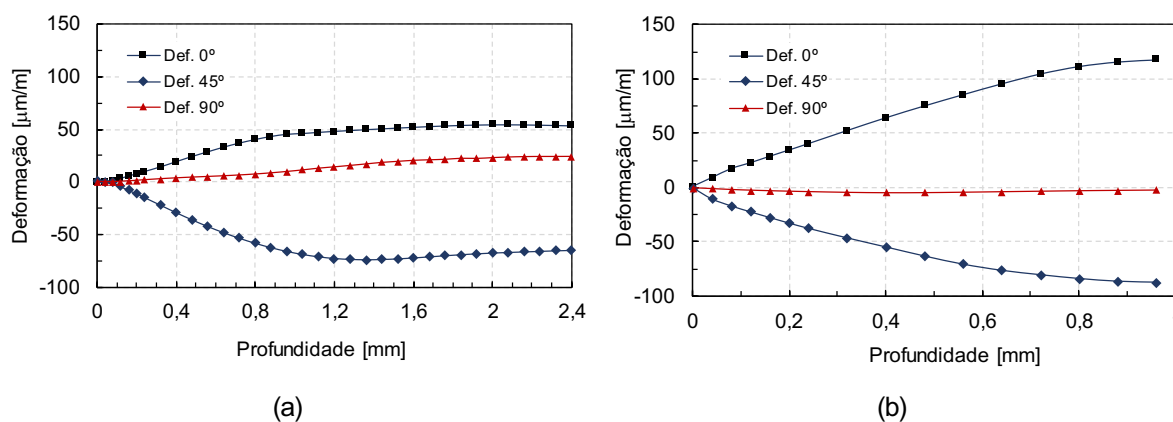 150
100
50
0
-50
-100
Deformação [μm/m]
Def. 0º
Def. 45º
Def. 90º
0
0,4
0,8
1,2
1,6
2
2,4
Profundidade [mm]
(a)
150
100
50
0
-50
-100
Deformação [μm/m]
Def. 0º
Def. 45º
Def. 90º
0
0,2
0,4
0,6
0,8
Profundidade [mm]
(b)